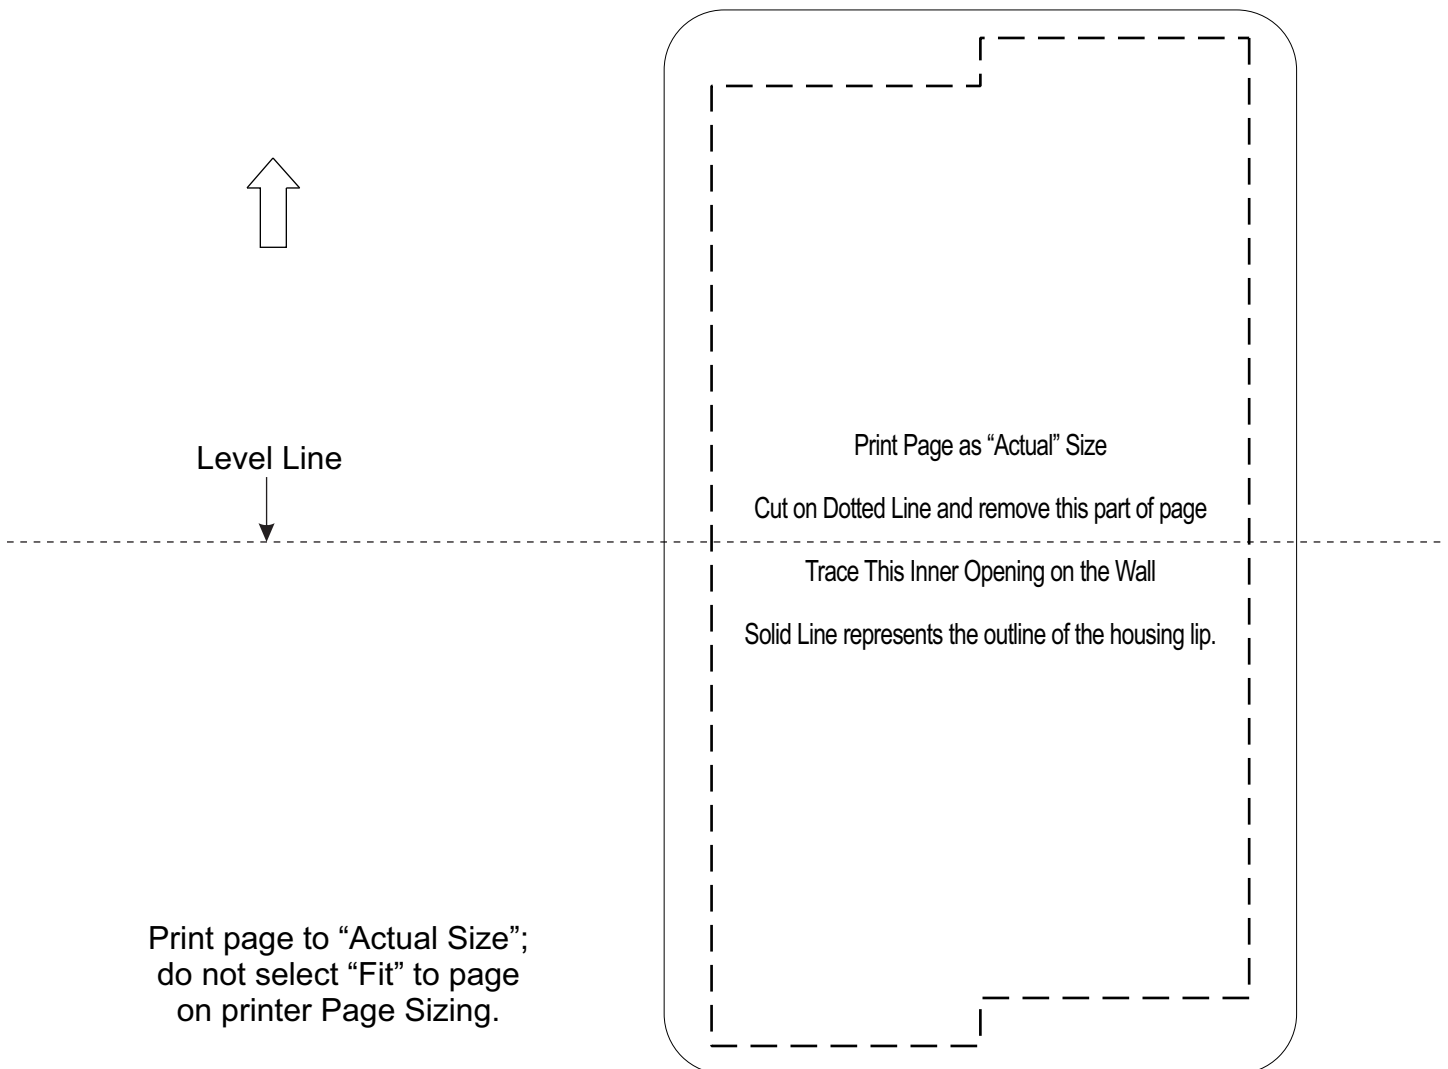 Level Line
Print Page as “Actual” Size
Cut on Dotted Line and remove this part of page
Trace This Inner Opening on the Wall
Solid Line represents the outline of the housing lip.
Print page to “Actual Size”;
do not select “Fit” to page
on printer Page Sizing.